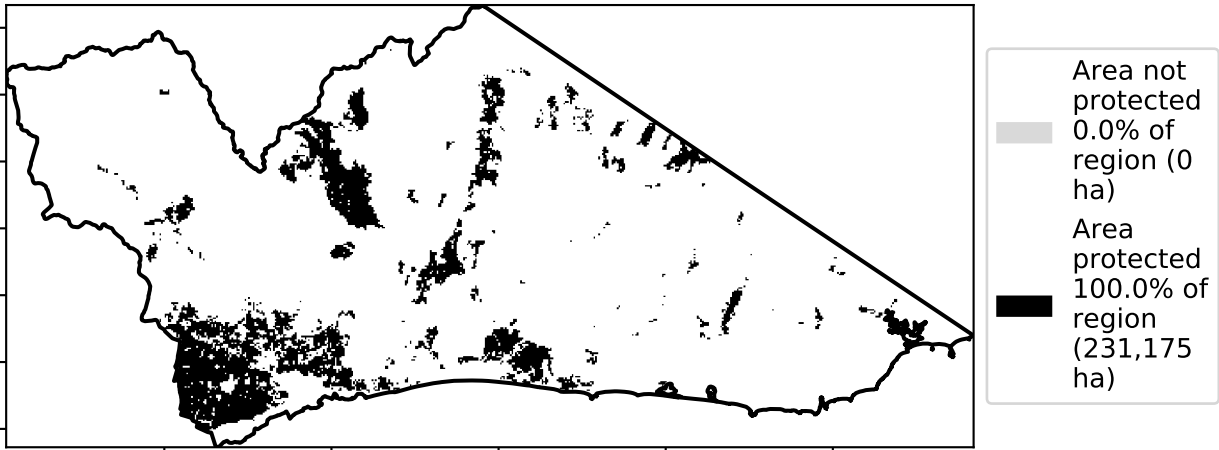 Area not
protected
0.0% of
region (0
ha)
Area
protected
100.0% of
region
(231,175
ha)